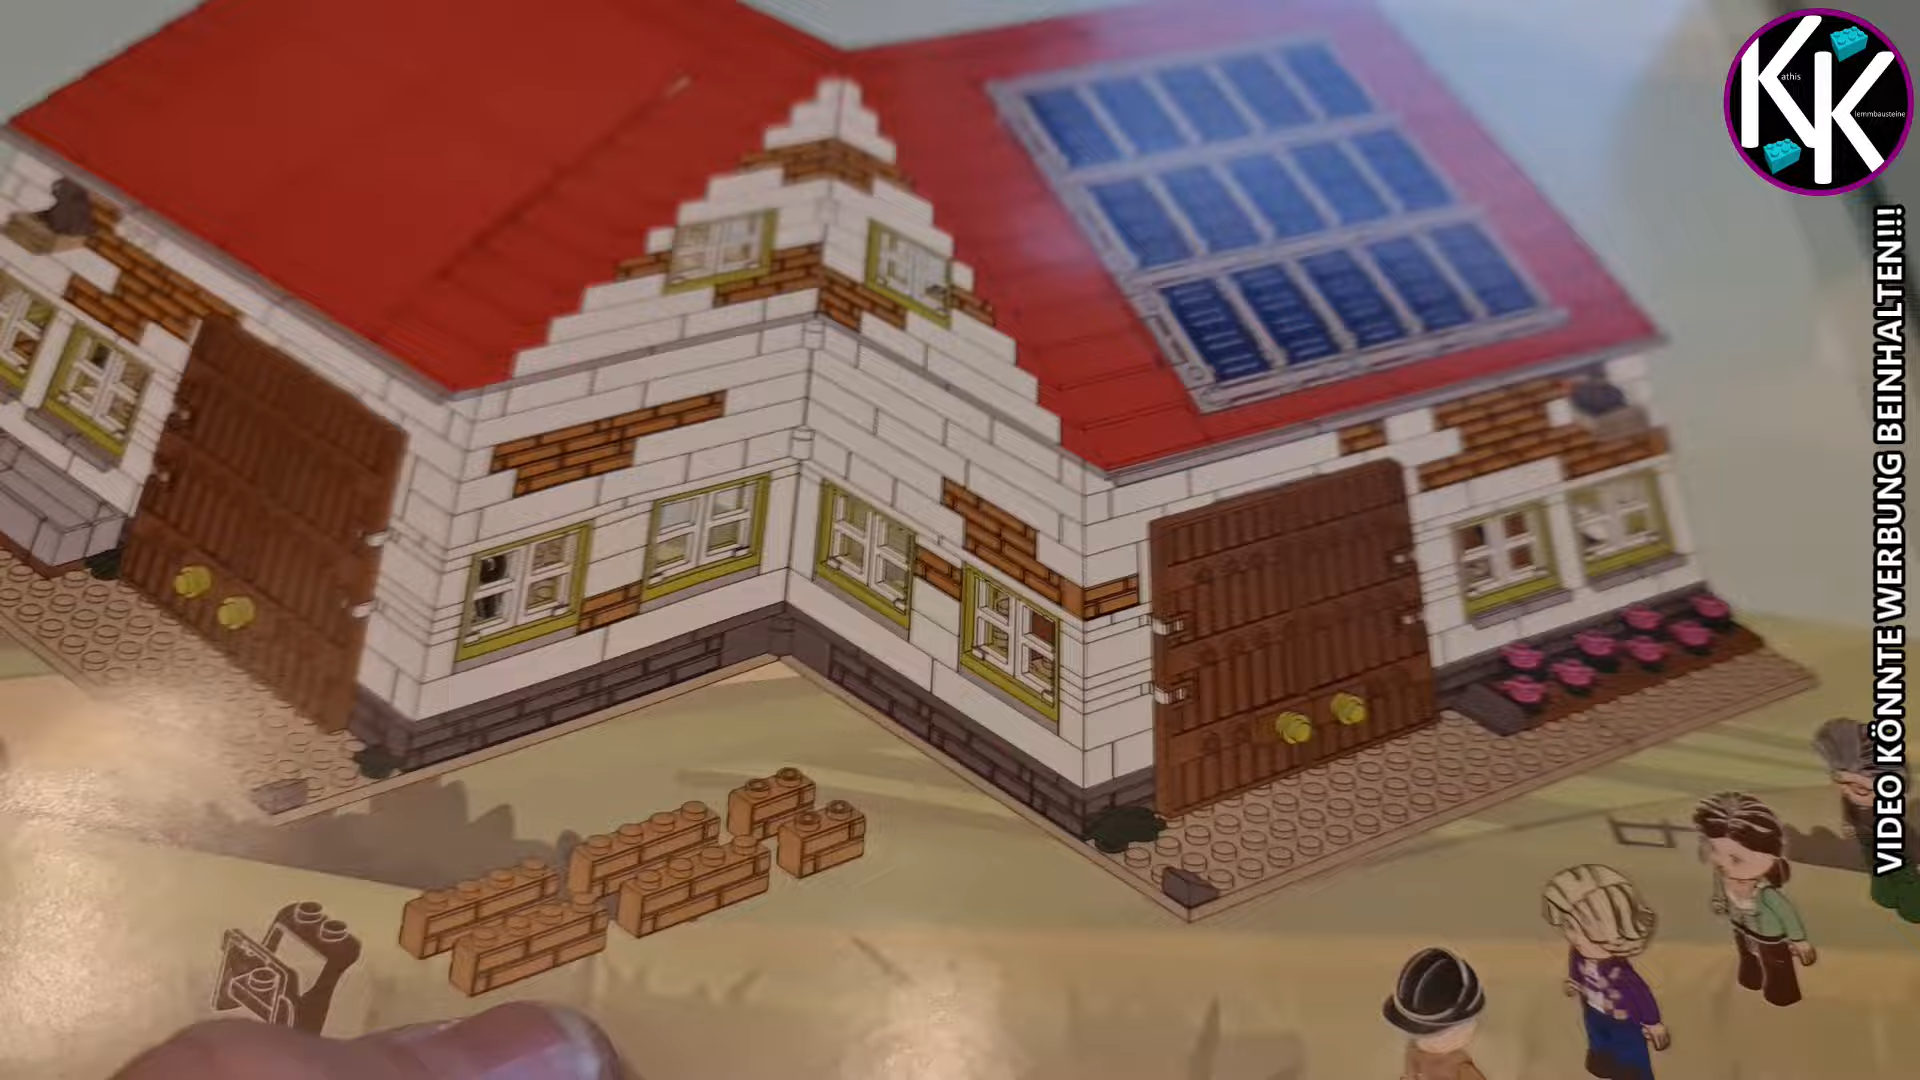 K
athis
K
lemmbausteine
VIDEO KÖNNTE WERBUNG BEINHALTEN!!!